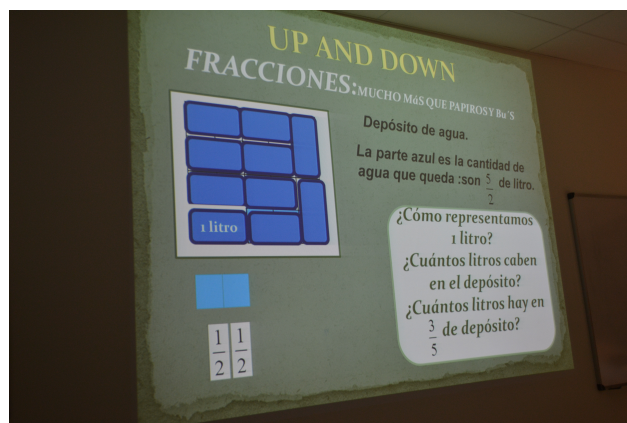 UP AND DOWN
FRACCIONES:MUCHO MáS QUE PAPIROS Y Bu´S
Depósito de agua.
La parte azul es la cantidad de
agua que queda :son 5/2 de litro.
1 litro
¿Cómo representamos
1 litro?
¿Cuántos litros caben
en el depósito?
¿Cuántos litros hay en
3/5 de depósito?
1/2 1/2